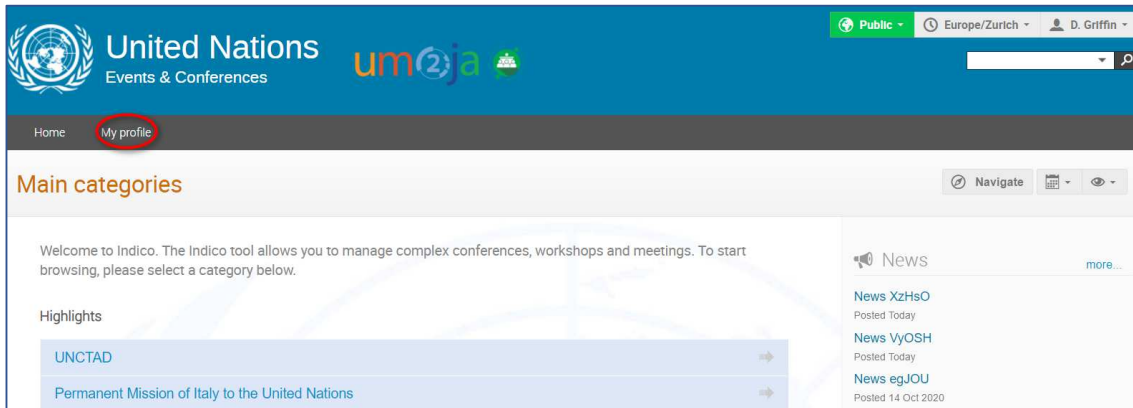 United Nations
Events & Conferences
um2ja
Public
Europe/Zurich
D. Griffin
Home
My profile
Main categories
Navigate
Welcome to Indico. The Indico tool allows you to manage complex conferences, workshops and meetings. To start
browsing, please select a category below.
Highlights
UNCTAD
Permanent Mission of Italy to the United Nations
News
more...
News XzHsO
Posted Today
News VyOSH
Posted Today
News egJOU
Posted 14 Oct 2020